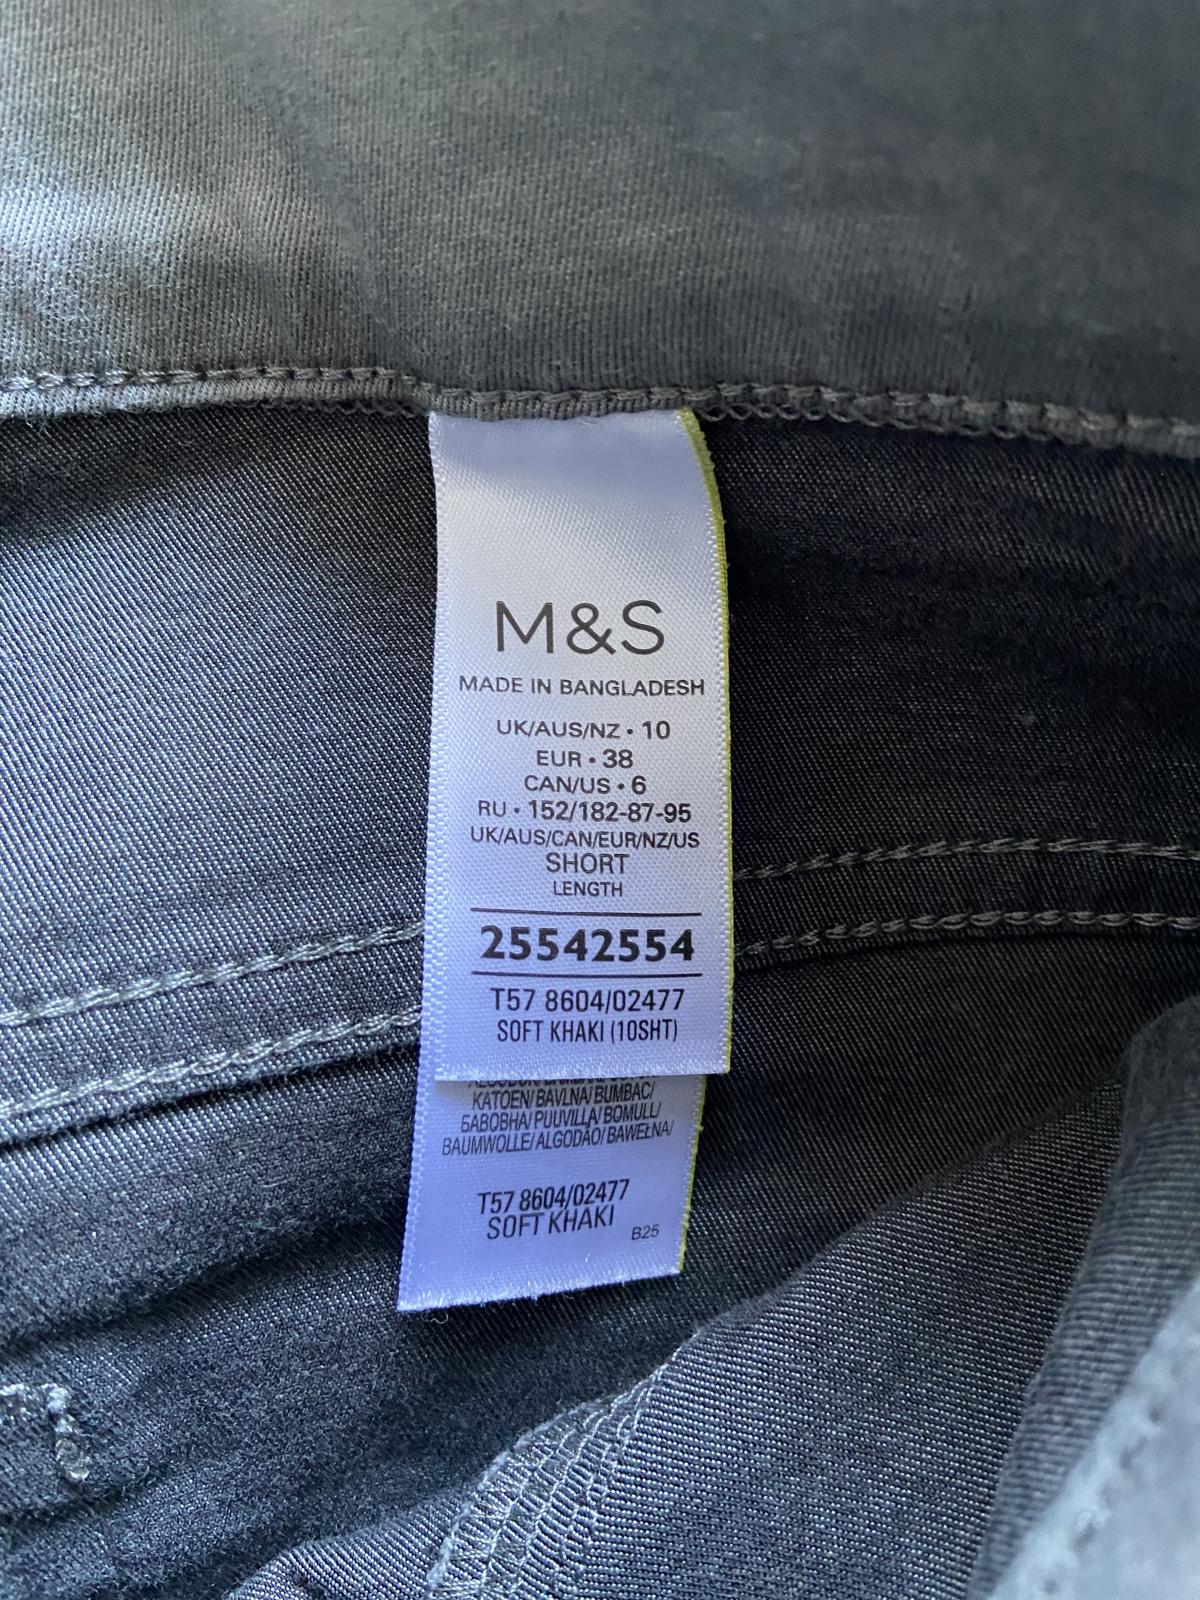 M&S
MADE IN BANGLADESH
UK/AUS/NZ • 10
EUR • 38
CAN/US • 6
RU • 152/182-87-95
UK/AUS/CAN/EUR/NZ/US
SHORT
LENGTH
25542554
T57 8604/02477
SOFT KHAKI (10SHT)
KATOEN/BAVLNA/BUMBAC/
БАВОВНА/PUUVILLA/BOMULL/
BAUMWOLLE/ALGODÃO/BAWEŁNA/
T57 8604/02477
SOFT KHAKI
B25